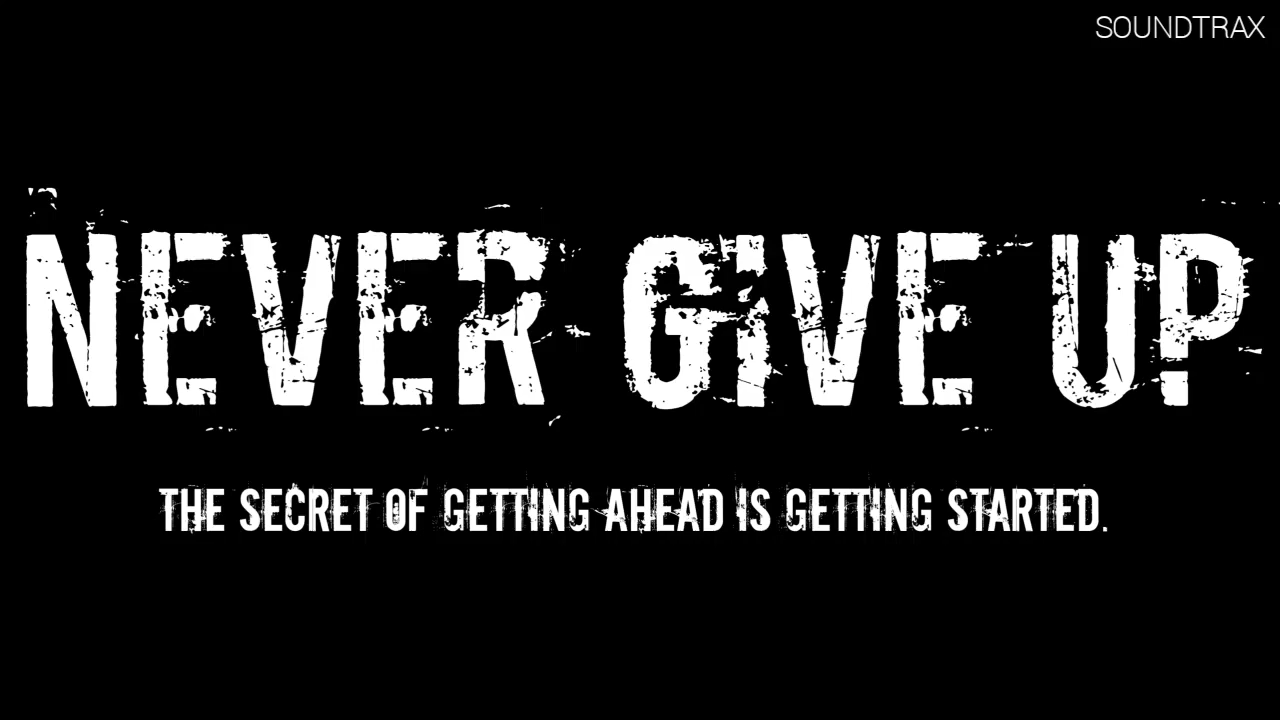 SOUNDTRAX
NEVER GIVE UP
THE SECRET OF GETTING AHEAD IS GETTING STARTED.